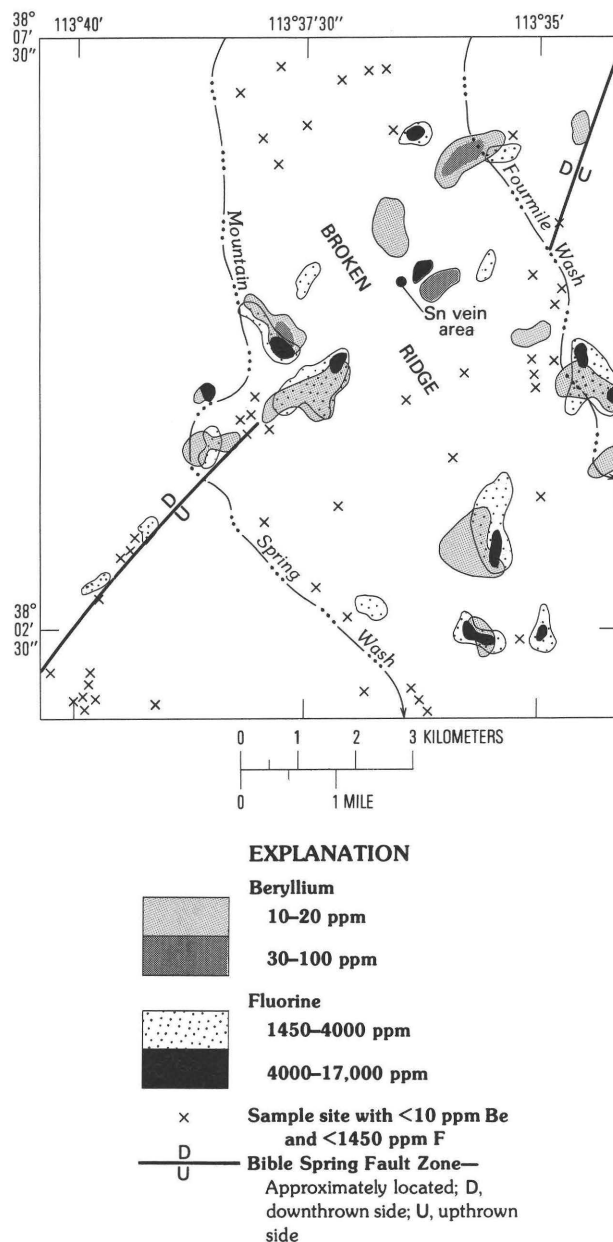 113°40′
113°37′30″
113°35′
38°
07′
30″
D
U
Fourmile
Wash
Mountain
BROKEN
RIDGE
Sn vein
area
D
U
Spring
Wash
38°
02′
30″
0 1 2 3 KILOMETERS
0 1 MILE
EXPLANATION
Beryllium
10–20 ppm
30–100 ppm
Fluorine
1450–4000 ppm
4000–17,000 ppm
× Sample site with <10 ppm Be
and <1450 ppm F
D
U
Bible Spring Fault Zone—
Approximately located; D,
downthrown side; U, upthrown
side